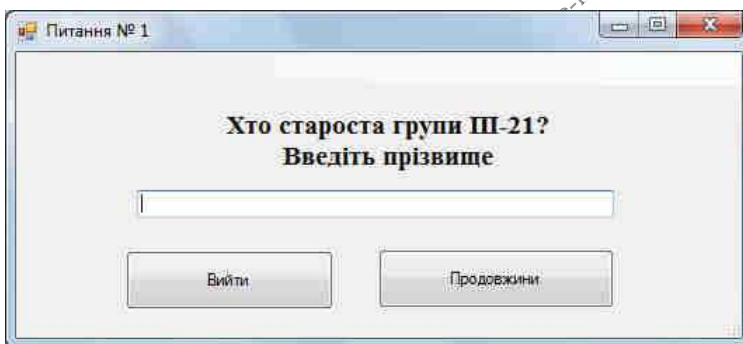 Питання № 1
Хто староста групи ІП-21?
Введіть прізвище
Вийти
Продовжини